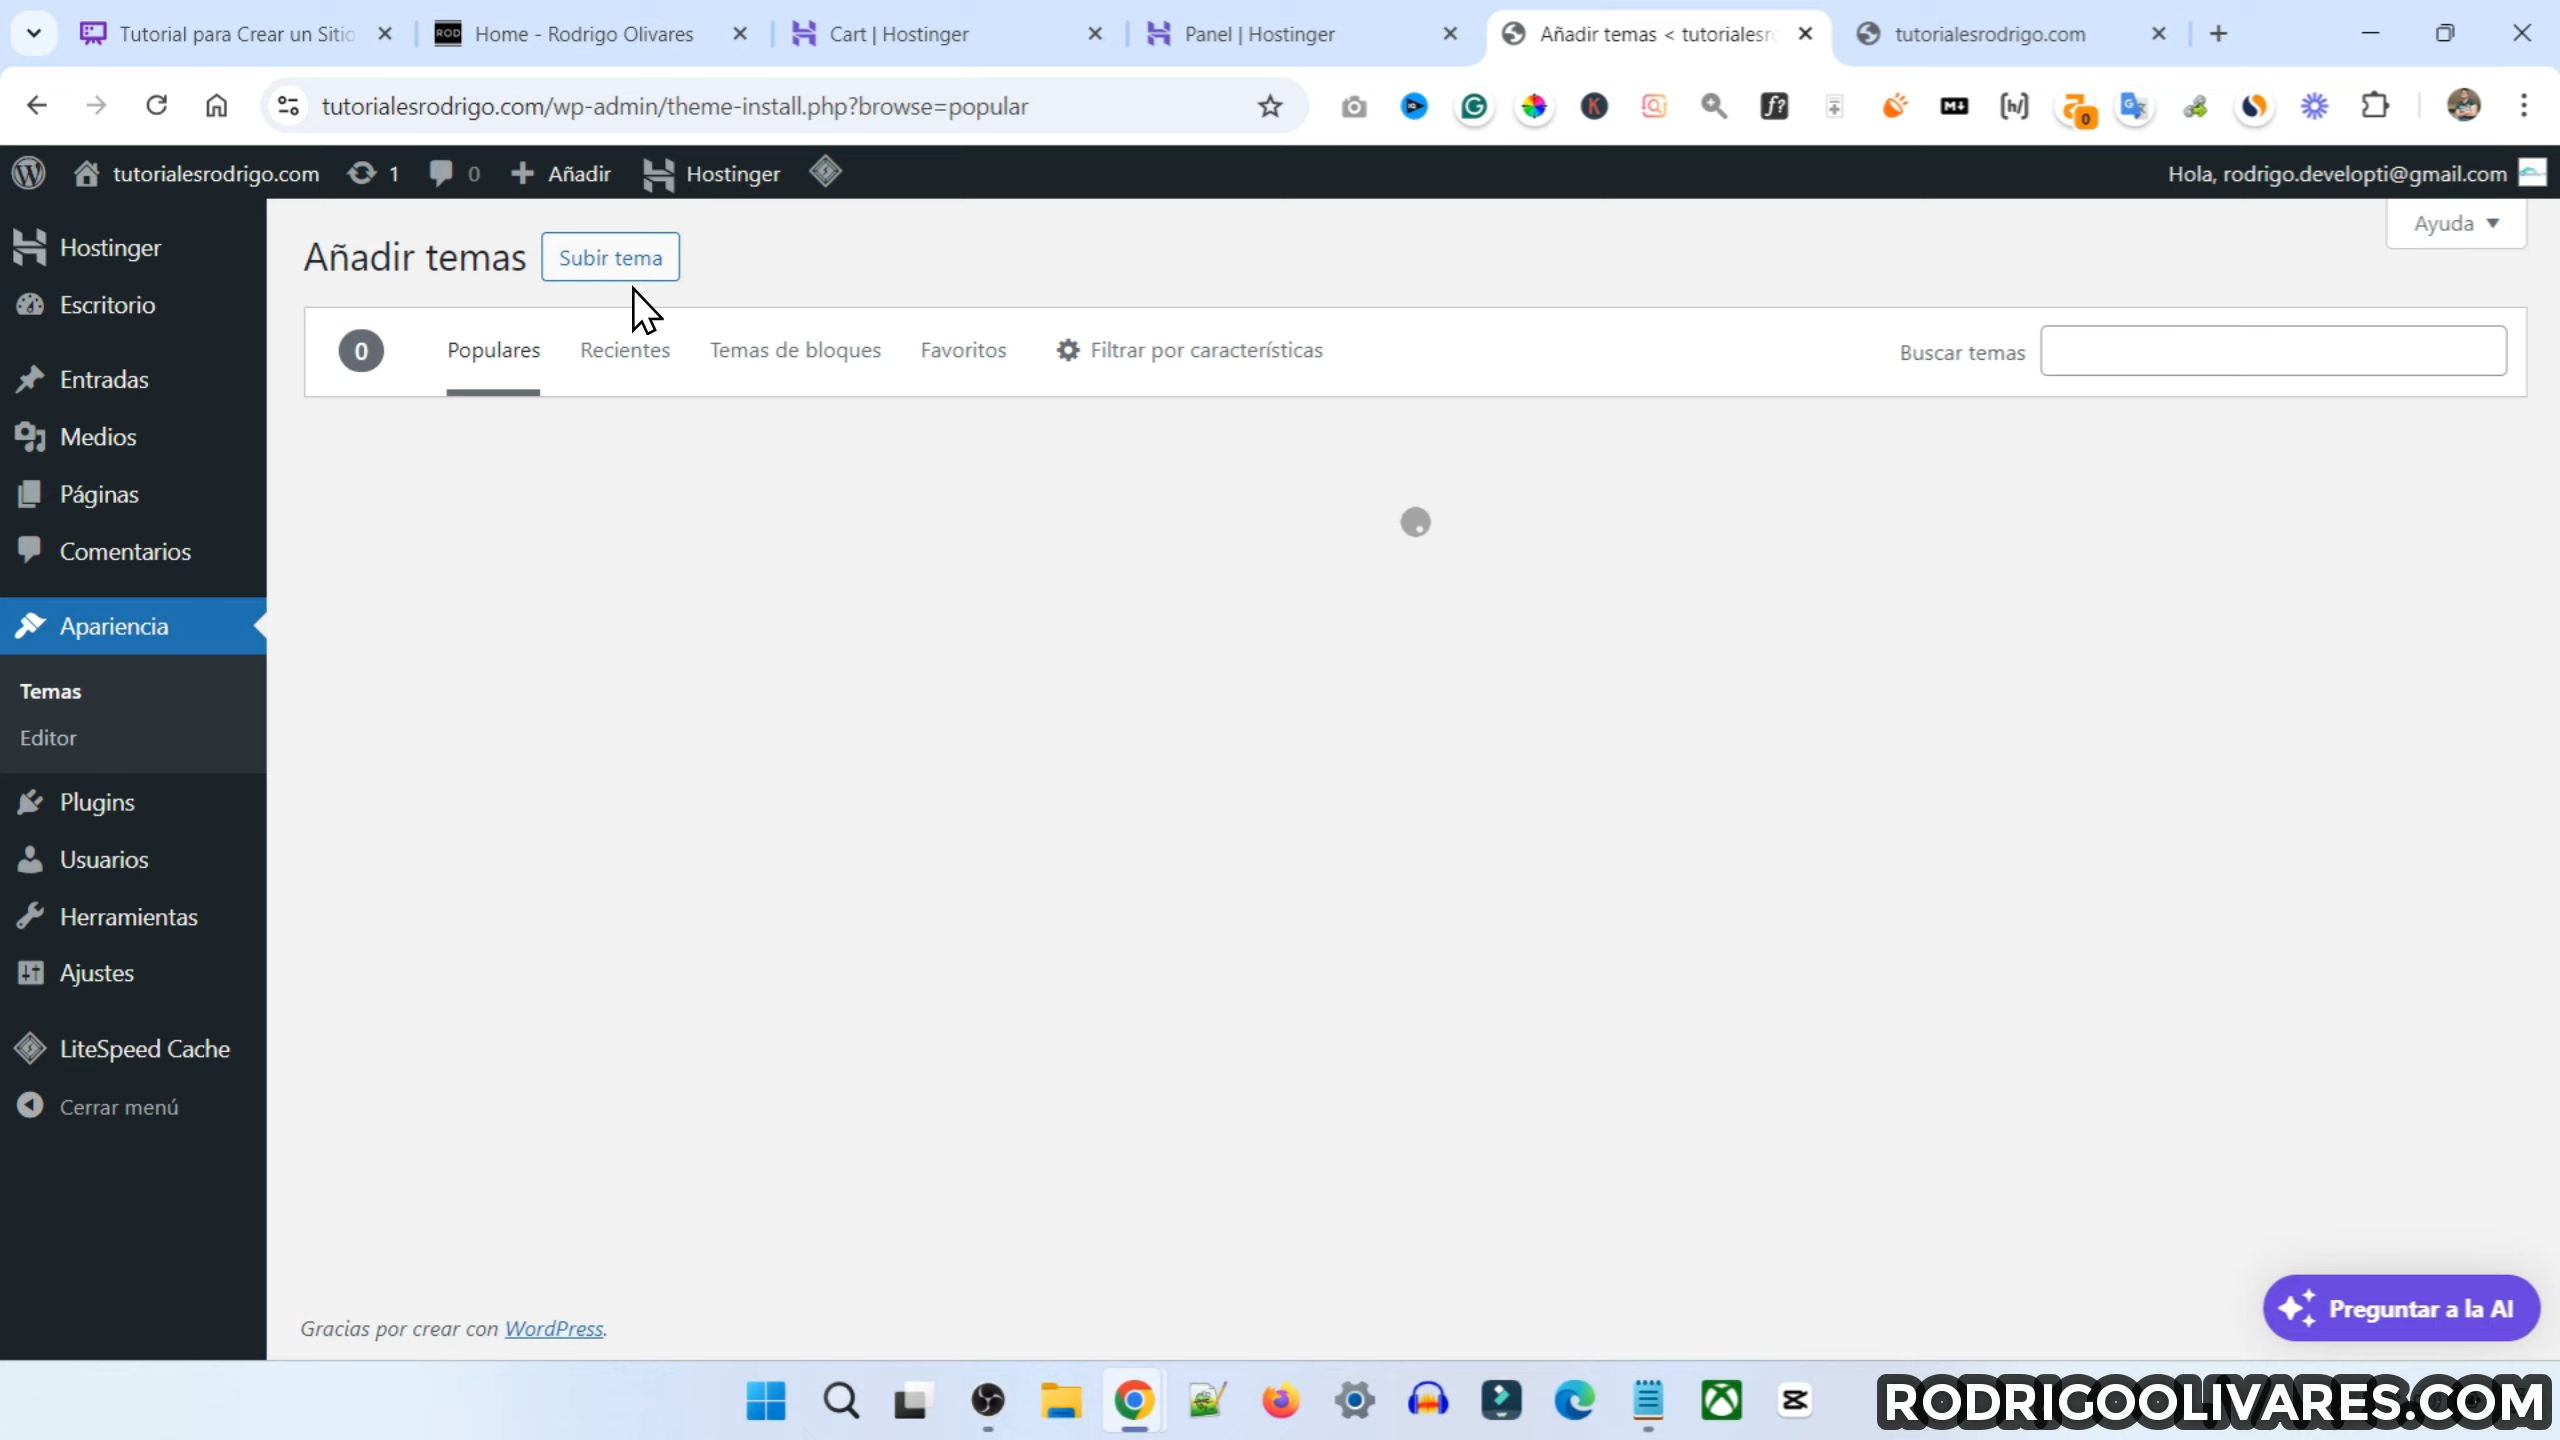 Tutorial para Crear un Sitio
Home - Rodrigo Olivares
Cart | Hostinger
Panel | Hostinger
Añadir temas < tutorialesro
tutorialesrodrigo.com
tutorialesrodrigo.com/wp-admin/theme-install.php?browse=popular
tutorialesrodrigo.com
1
0
Añadir
Hostinger
Hola, rodrigo.developti@gmail.com
Hostinger
Escritorio
Entradas
Medios
Páginas
Comentarios
Apariencia
Temas
Editor
Plugins
Usuarios
Herramientas
Ajustes
LiteSpeed Cache
Cerrar menú
Añadir temas
Subir tema
Ayuda
0
Populares
Recientes
Temas de bloques
Favoritos
Filtrar por características
Buscar temas
Gracias por crear con WordPress.
Preguntar a la AI
RODRIGOOLIVARES.COM